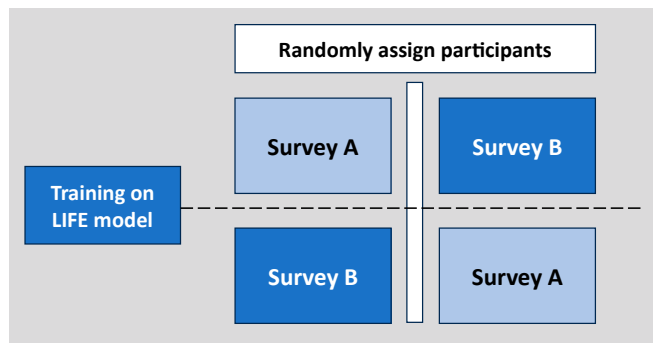 Randomly assign participants
Survey A
Survey B
Training on
LIFE model
Survey B
Survey A